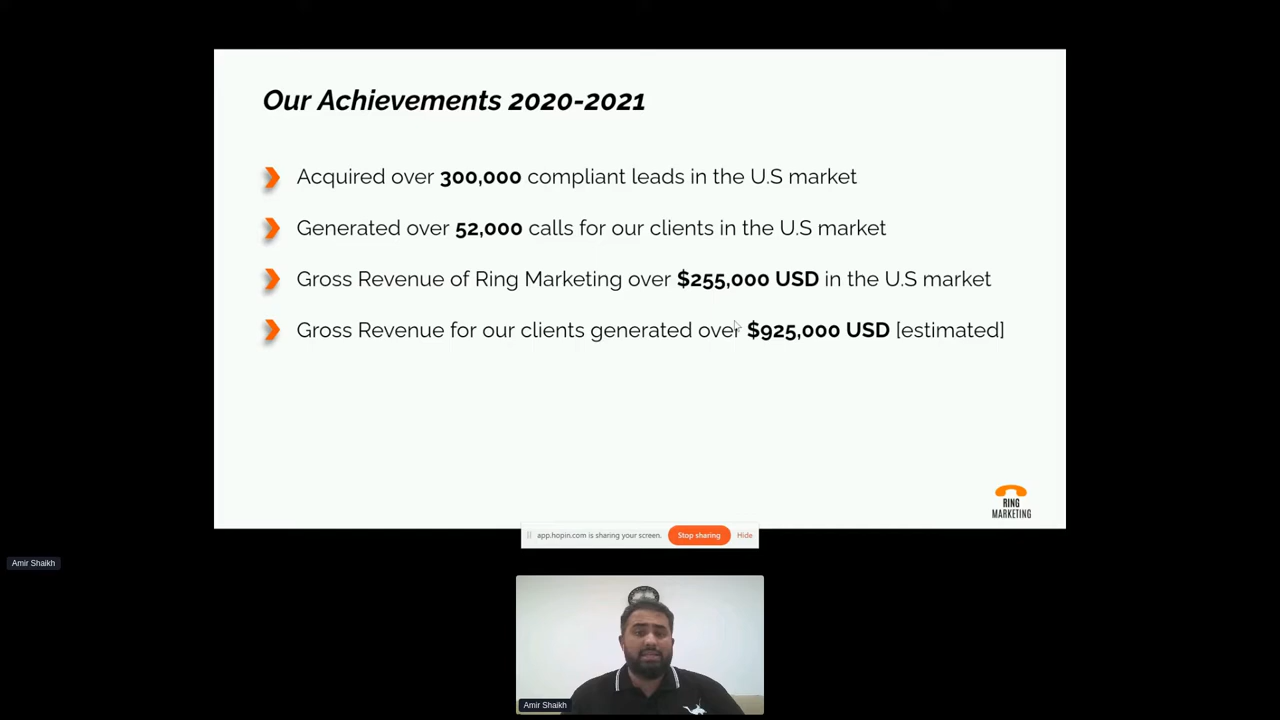 Our Achievements 2020-2021
Acquired over 300,000 compliant leads in the U.S market
Generated over 52,000 calls for our clients in the U.S market
Gross Revenue of Ring Marketing over $255,000 USD in the U.S market
Gross Revenue for our clients generated over $925,000 USD [estimated]
RING
MARKETING
app.hopin.com is sharing your screen.
Stop sharing
Hide
Amir Shaikh
Amir Shaikh